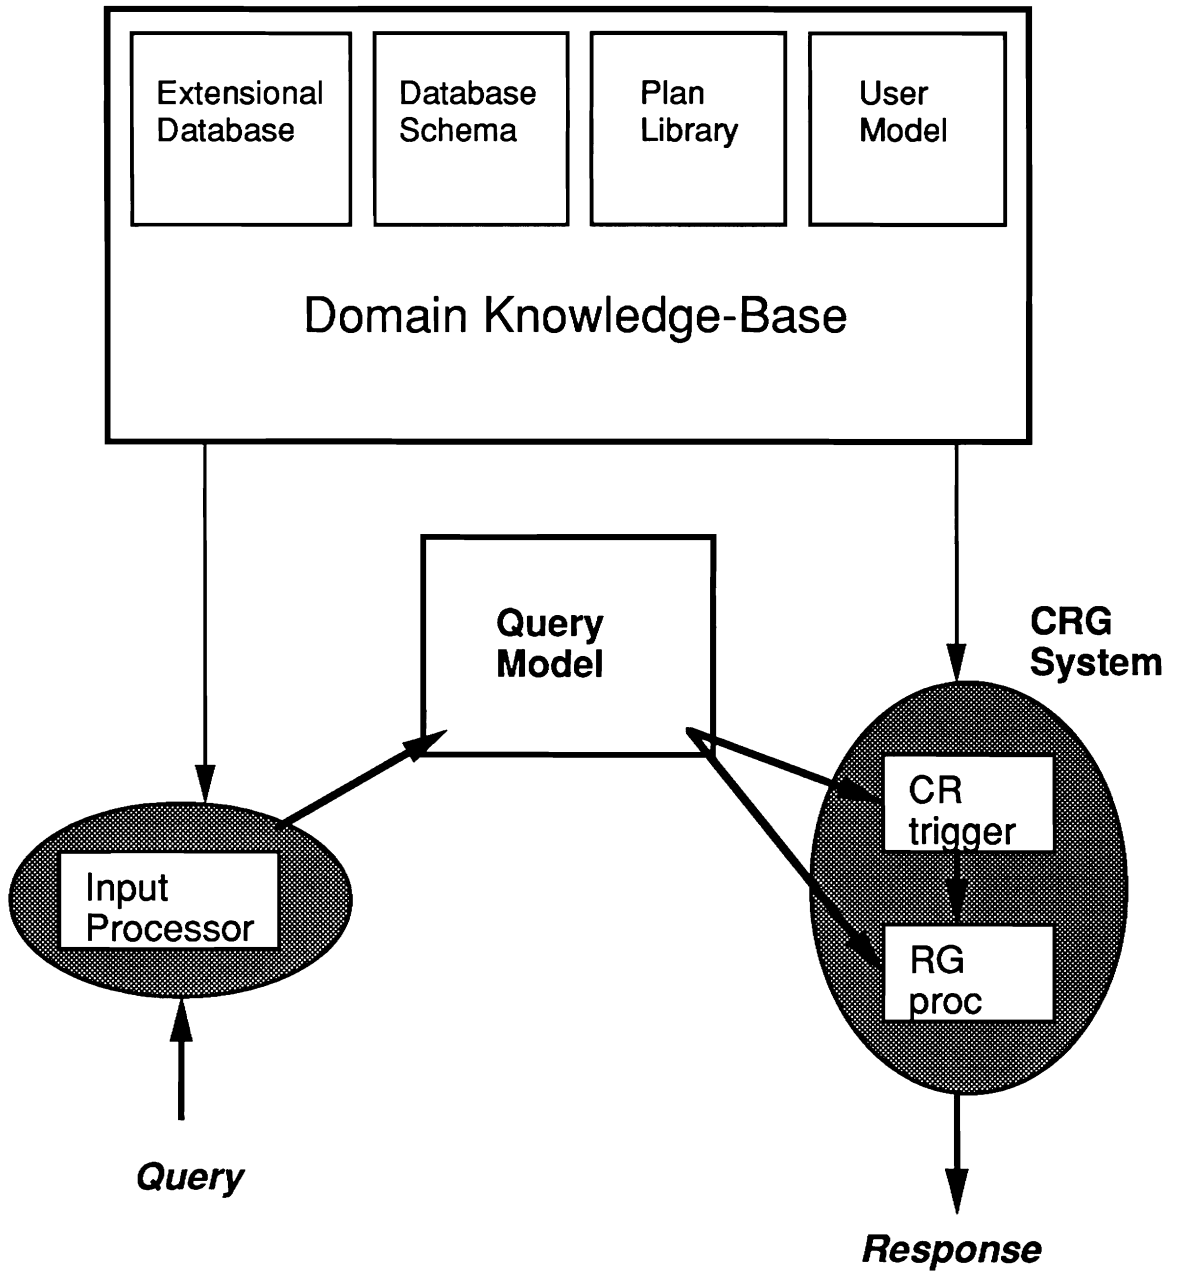 Extensional
Database
Database
Schema
Plan
Library
User
Model
Domain Knowledge-Base
Query
Model
CRG
System
CR
trigger
Input
Processor
RG
proc
Query
Response